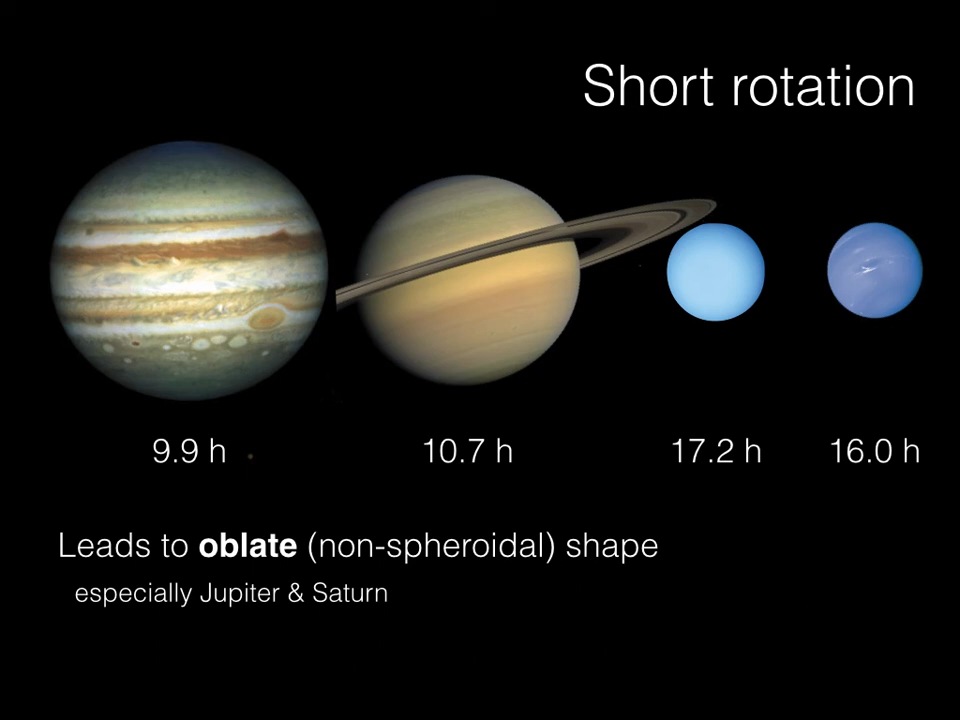 Short rotation
9.9 h 10.7 h 17.2 h 16.0 h
Leads to oblate (non-spheroidal) shape
especially Jupiter & Saturn